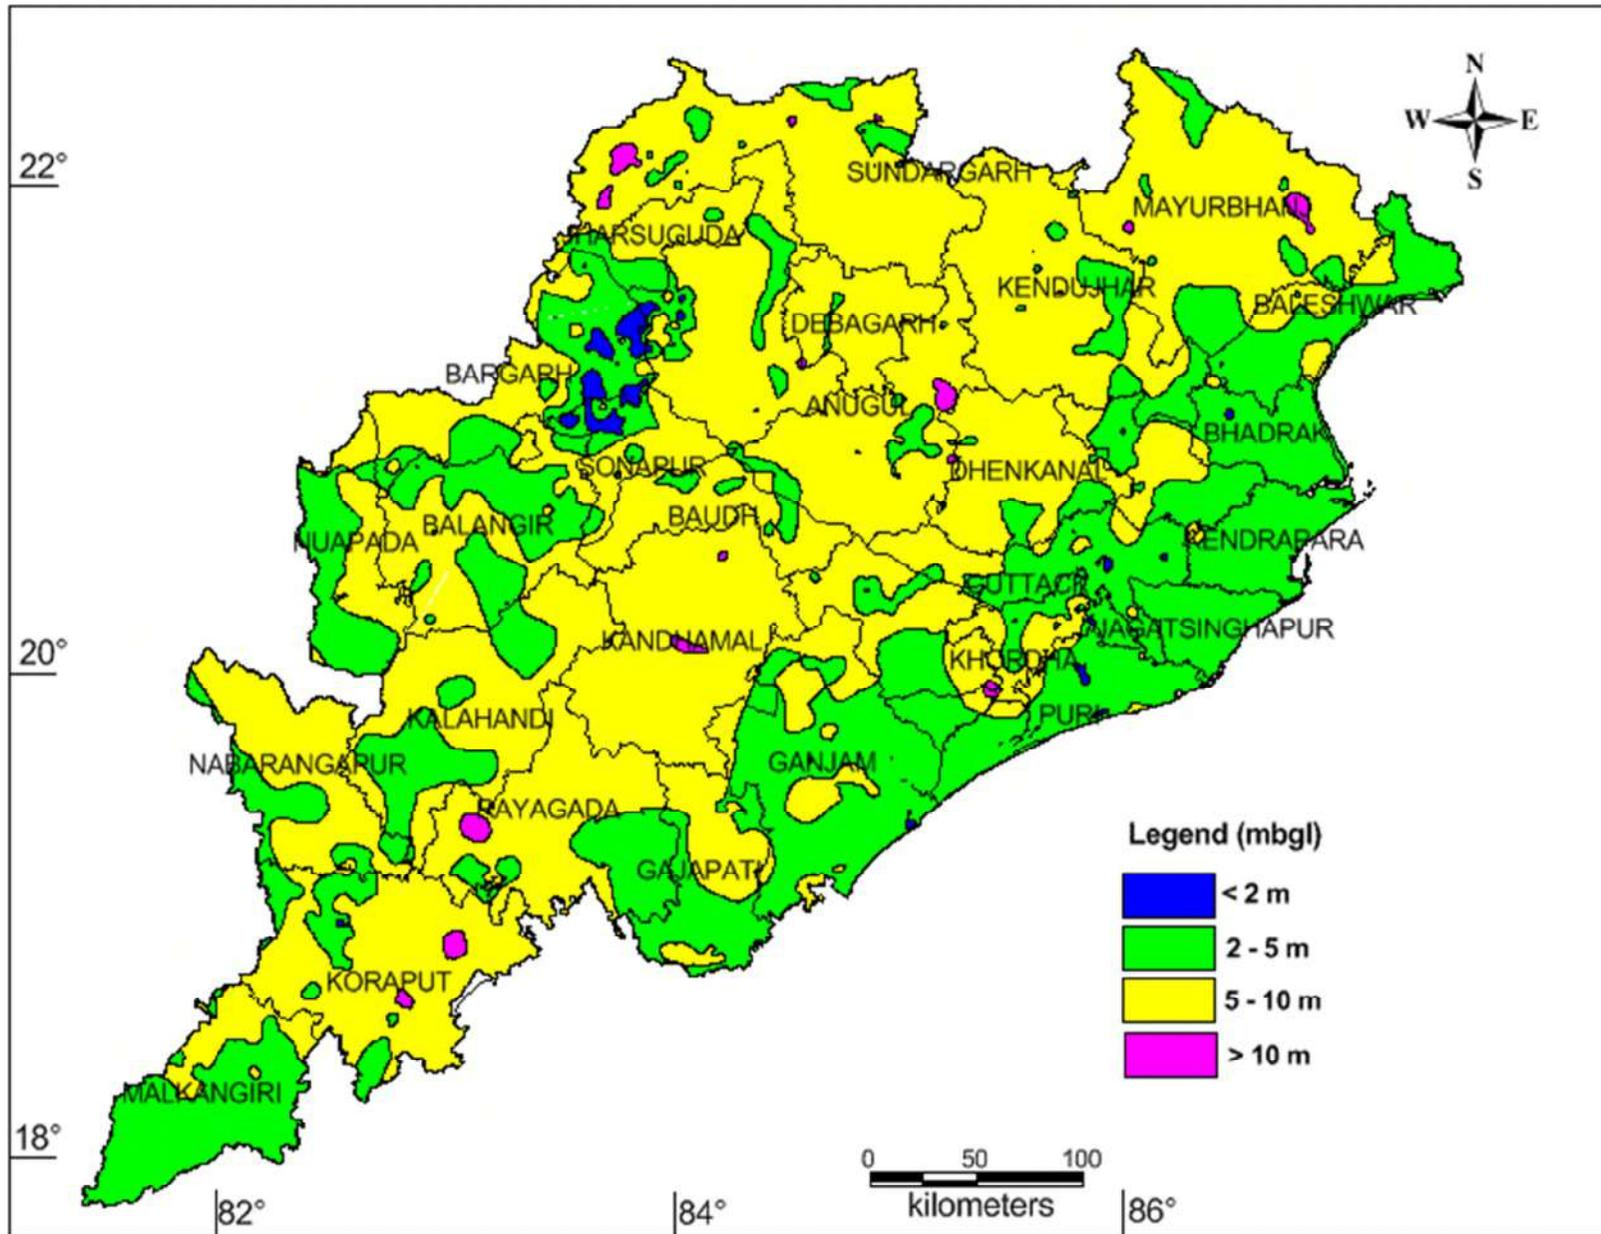 N
W E
S
22°
SUNDARGARH
MAYURBHANJ
JHARSUGUDA
KENDUJHAR
BALESHWAR
DEBAGARH
BARGARH
ANUGUL
BHADRAK
SONAPUR
DHENKANAL
BAUDH
BALANGIR
NUAPADA
KENDRAPARA
CUTTACK
JAGATSINGHAPUR
KANDHAMAL
20°
KHORDHA
PURI
KALAHANDI
NABARANGAPUR
GANJAM
RAYAGADA
Legend (mbgl)
GAJAPATI
< 2 m
2 - 5 m
KORAPUT
5 - 10 m
> 10 m
MALKANGIRI
18°
0 50 100
kilometers
82° 84° 86°